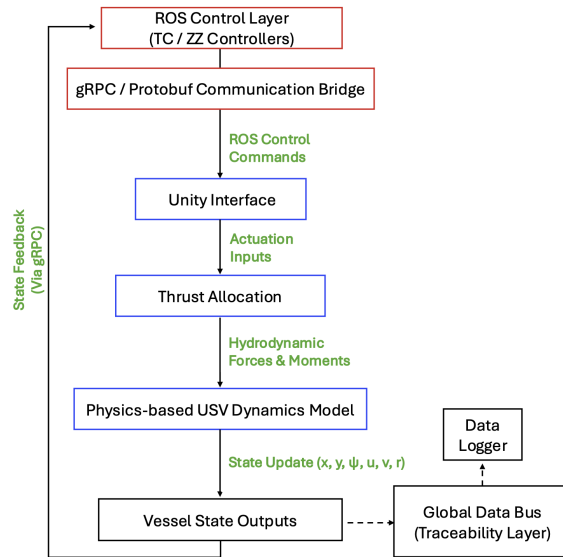 ROS Control Layer
(TC / ZZ Controllers)
gRPC / Protobuf Communication Bridge
ROS Control
Commands
Unity Interface
Actuation
Inputs
Thrust Allocation
Hydrodynamic
Forces & Moments
Physics-based USV Dynamics Model
State Update (x, y, ψ, u, v, r)
Vessel State Outputs
State Feedback
(Via gRPC)
Data
Logger
Global Data Bus
(Traceability Layer)